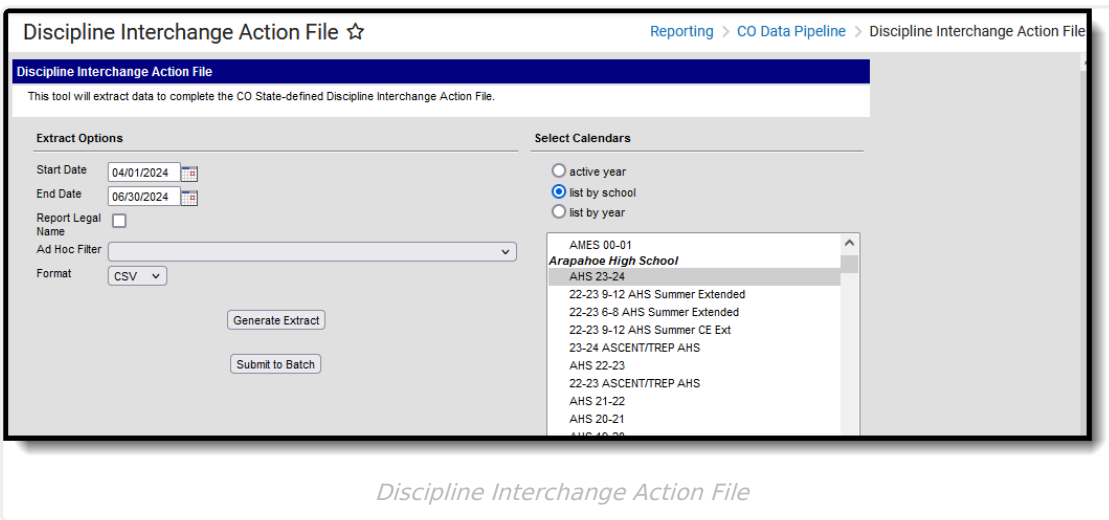 Discipline Interchange Action File ☆
Reporting > CO Data Pipeline > Discipline Interchange Action File
Discipline Interchange Action File
This tool will extract data to complete the CO State-defined Discipline Interchange Action File.
Extract Options
Start Date 04/01/2024
End Date 06/30/2024
Report Legal
Name
Ad Hoc Filter
Format CSV
Generate Extract
Submit to Batch
Select Calendars
active year
list by school
list by year
AMES 00-01
Arapahoe High School
AHS 23-24
22-23 9-12 AHS Summer Extended
22-23 6-8 AHS Summer Extended
22-23 9-12 AHS Summer CE Ext
23-24 ASCENT/TREP AHS
AHS 22-23
22-23 ASCENT/TREP AHS
AHS 21-22
AHS 20-21
Discipline Interchange Action File